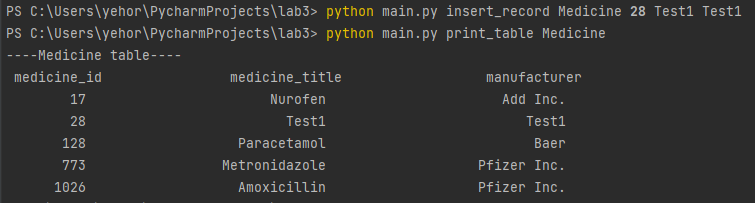 PS C:\Users\yehor\PycharmProjects\lab3> python main.py insert_record Medicine 28 Test1 Test1
PS C:\Users\yehor\PycharmProjects\lab3> python main.py print_table Medicine
----Medicine table----
medicine_id medicine_title manufacturer
17 Nurofen Add Inc.
28 Test1 Test1
128 Paracetamol Baer
773 Metronidazole Pfizer Inc.
1026 Amoxicillin Pfizer Inc.